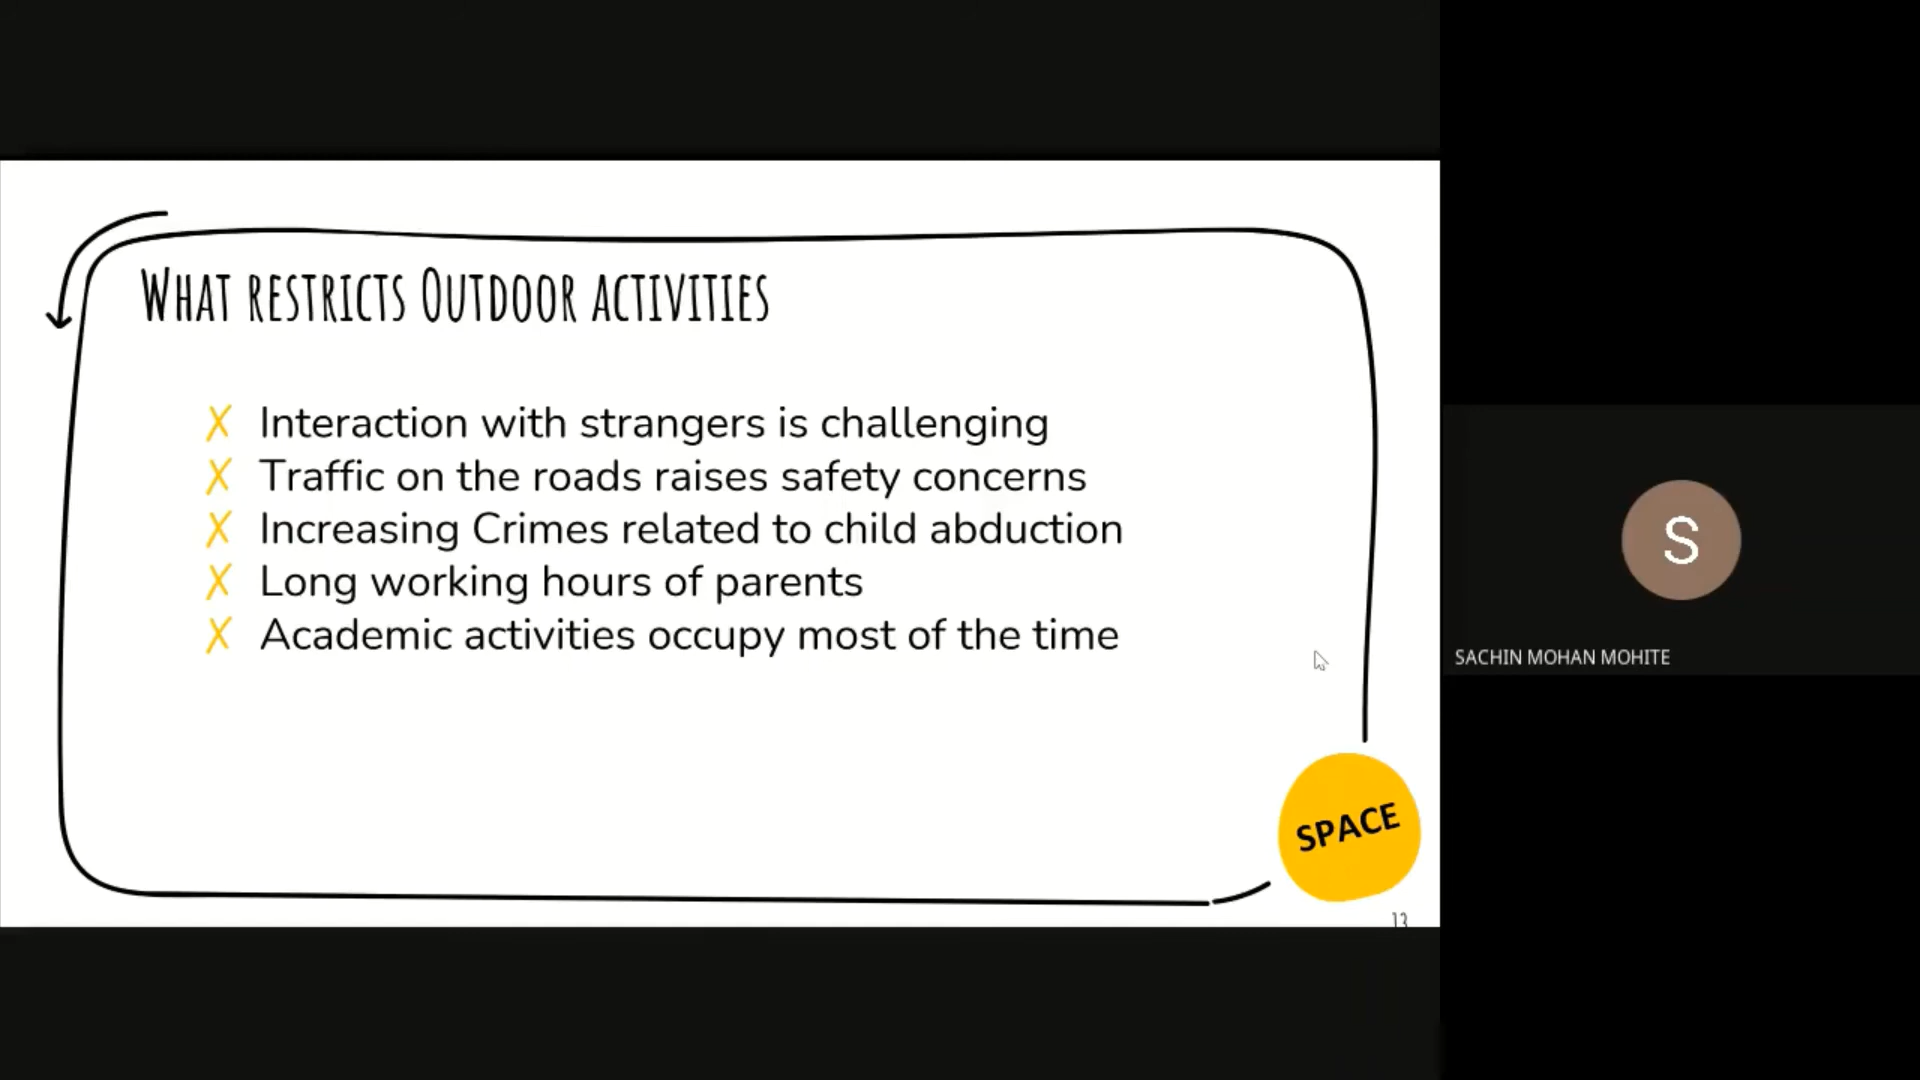 What restricts Outdoor activities
✗ Interaction with strangers is challenging
✗ Traffic on the roads raises safety concerns
✗ Increasing Crimes related to child abduction
✗ Long working hours of parents
✗ Academic activities occupy most of the time
SPACE
13
S
SACHIN MOHAN MOHITE